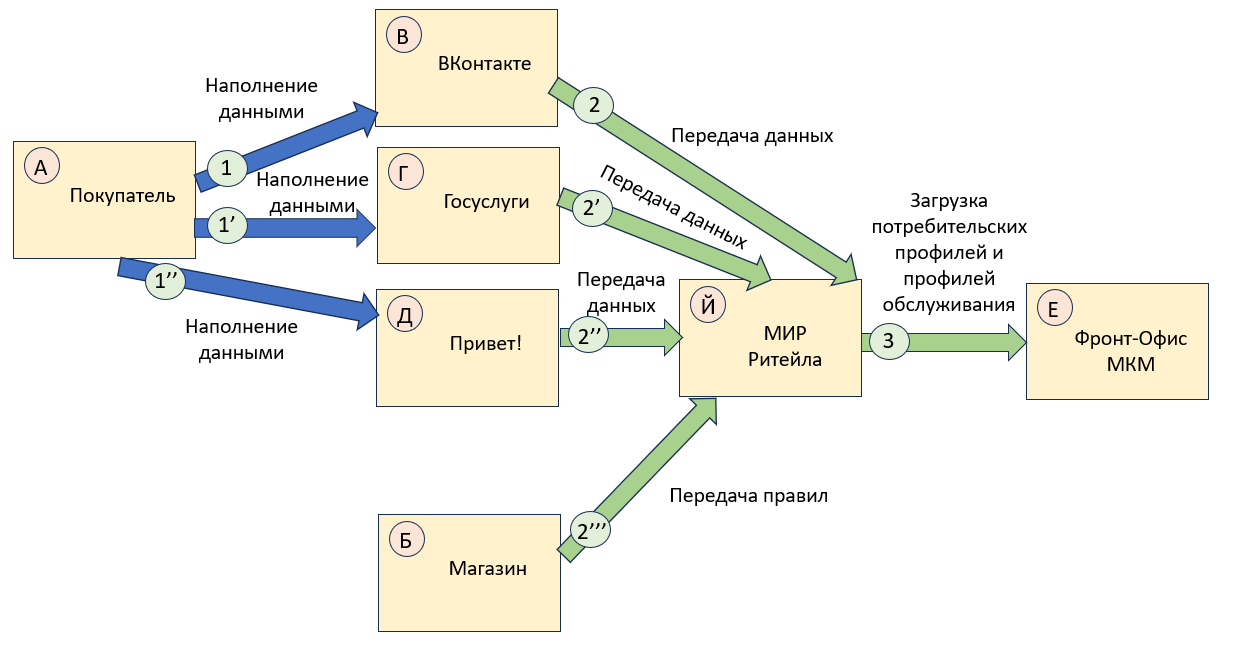 В
ВКонтакте
Наполнение
данными
1
2
Передача данных
А
Покупатель
Наполнение
данными
1’
Г
Госуслуги
2’
Передача данных
1’’
Наполнение
данными
Д
Привет!
Передача
данных
2’’
Й
МИР
Ритейла
Загрузка
потребительских
профилей и
профилей
обслуживания
3
Е
Фронт-Офис
МКМ
Б
Магазин
2’’’
Передача правил